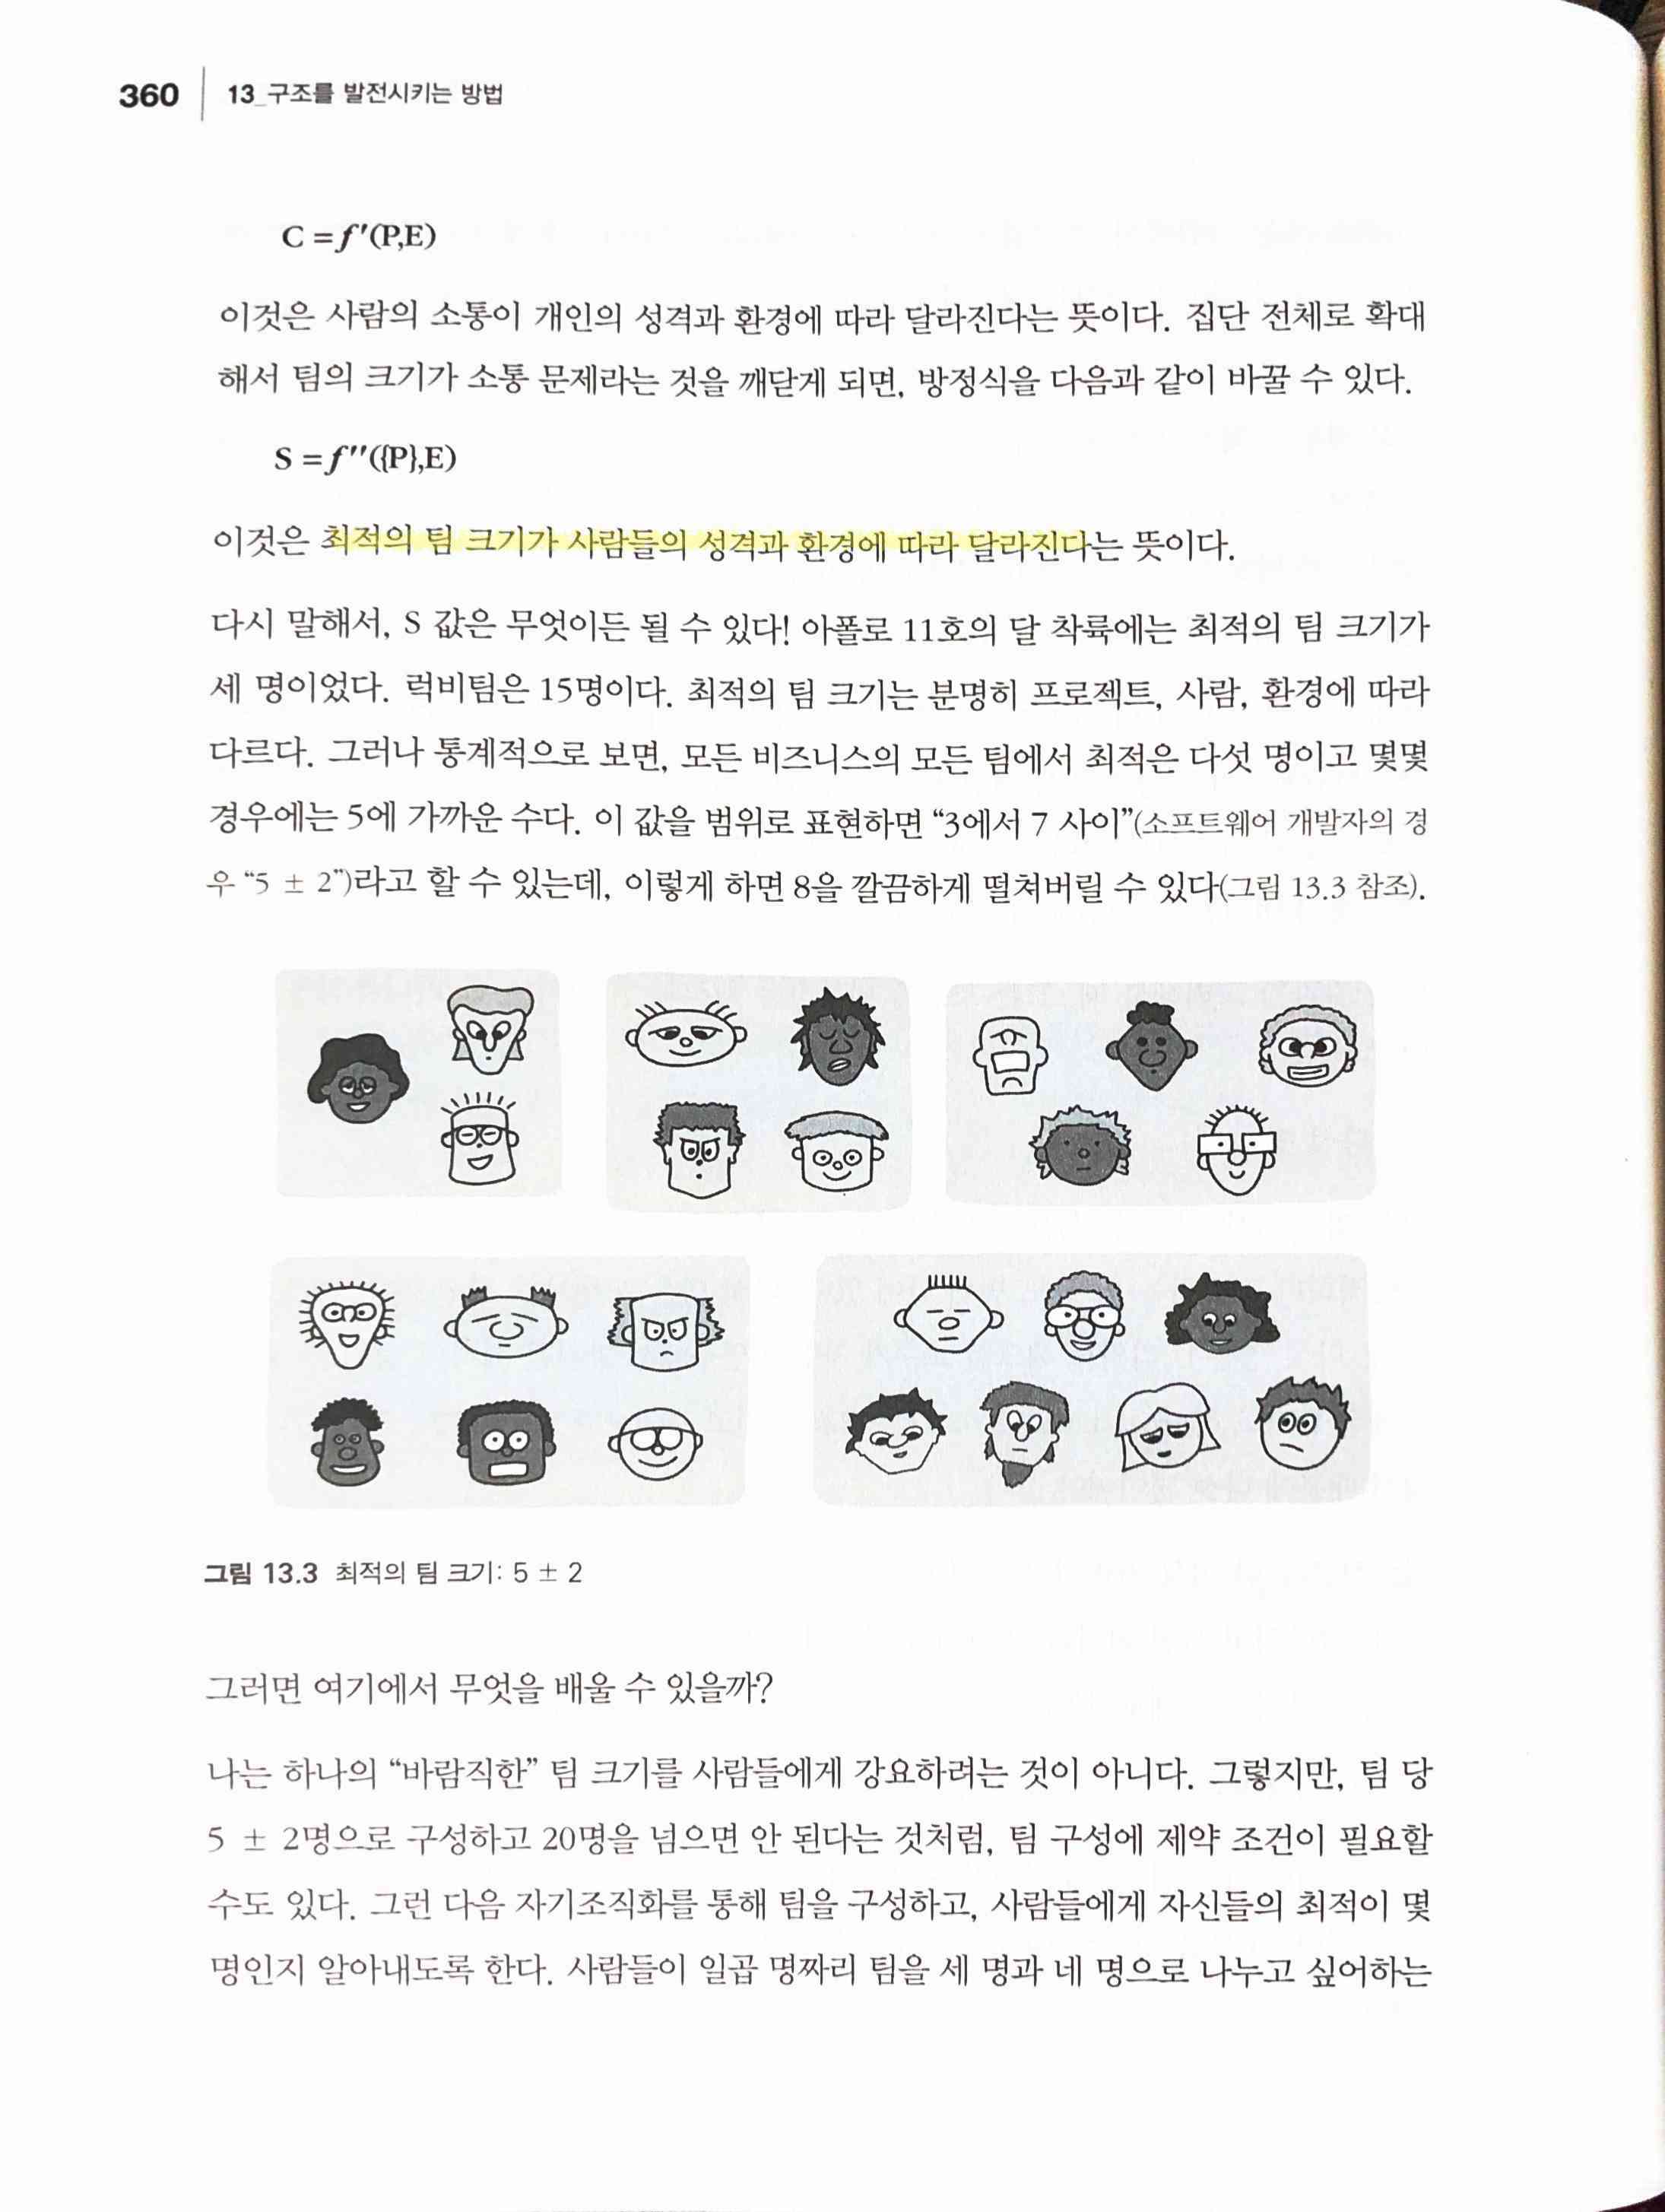 360 13_구조를 발전시키는 방법
C = f′(P,E)
이것은 사람의 소통이 개인의 성격과 환경에 따라 달라진다는 뜻이다. 집단 전체로 확대
해서 팀의 크기가 소통 문제라는 것을 깨닫게 되면, 방정식을 다음과 같이 바꿀 수 있다.
S = f″({P},E)
이것은 최적의 팀 크기가 사람들의 성격과 환경에 따라 달라진다는 뜻이다.
다시 말해서, S 값은 무엇이든 될 수 있다! 아폴로 11호의 달 착륙에는 최적의 팀 크기가
세 명이었다. 럭비팀은 15명이다. 최적의 팀 크기는 분명히 프로젝트, 사람, 환경에 따라
다르다. 그러나 통계적으로 보면, 모든 비즈니스의 모든 팀에서 최적은 다섯 명이고 몇몇
경우에는 5에 가까운 수다. 이 값을 범위로 표현하면 “3에서 7 사이”(소프트웨어 개발자의 경
우 “5 ± 2”)라고 할 수 있는데, 이렇게 하면 8을 깔끔하게 떨쳐버릴 수 있다(그림 13.3 참조).
그림 13.3 최적의 팀 크기: 5 ± 2
그러면 여기에서 무엇을 배울 수 있을까?
나는 하나의 “바람직한” 팀 크기를 사람들에게 강요하려는 것이 아니다. 그렇지만, 팀 당
5 ± 2명으로 구성하고 20명을 넘으면 안 된다는 것처럼, 팀 구성에 제약 조건이 필요할
수도 있다. 그런 다음 자기조직화를 통해 팀을 구성하고, 사람들에게 자신들의 최적이 몇
명인지 알아내도록 한다. 사람들이 일곱 명짜리 팀을 세 명과 네 명으로 나누고 싶어하는